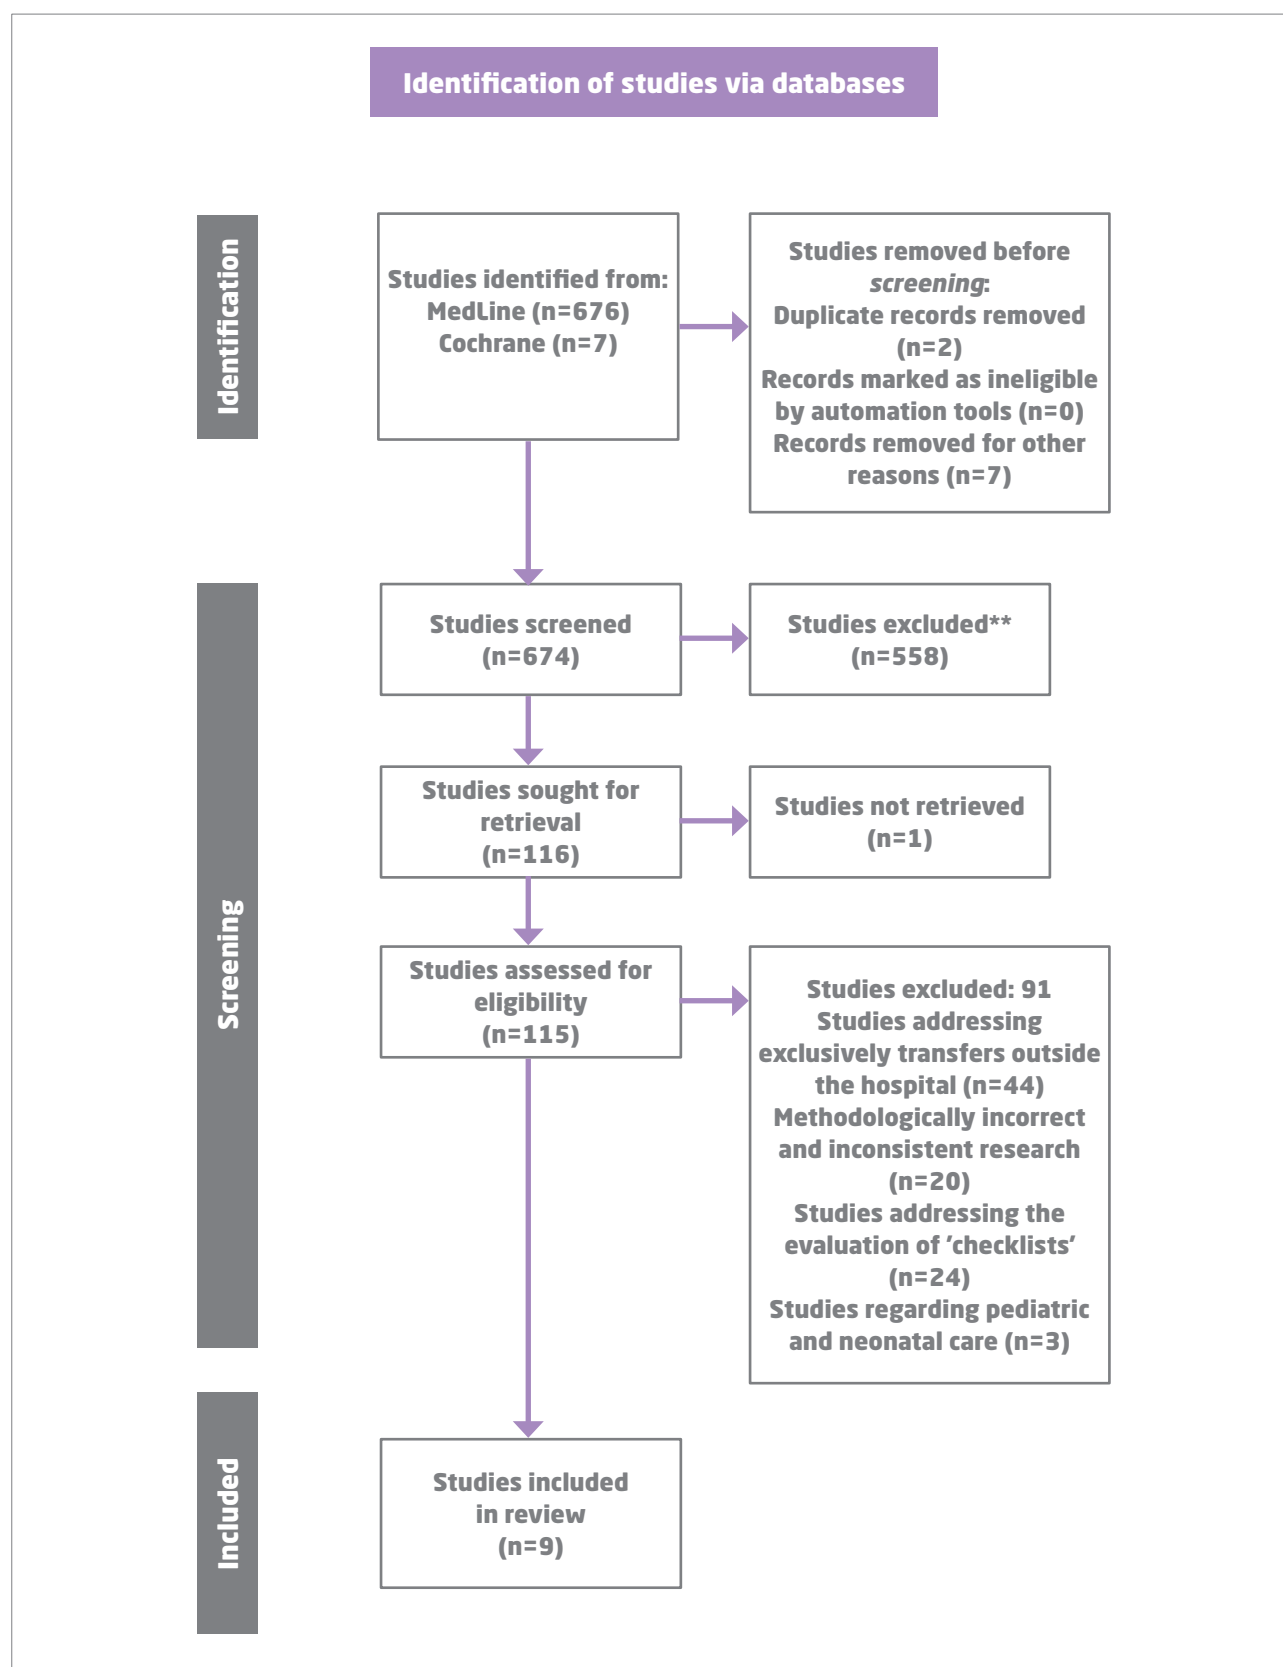 Identification of studies via databases
Identification
Studies identified from:
MedLine (n=676)
Cochrane (n=7)
Studies removed before
screening:
Duplicate records removed
(n=2)
Records marked as ineligible
by automation tools (n=0)
Records removed for other
reasons (n=7)
Screening
Studies screened
(n=674)
Studies excluded**
(n=558)
Studies sought for
retrieval
(n=116)
Studies not retrieved
(n=1)
Studies assessed for
eligibility
(n=115)
Studies excluded: 91
Studies addressing
exclusively transfers outside
the hospital (n=44)
Methodologically incorrect
and inconsistent research
(n=20)
Studies addressing the
evaluation of 'checklists'
(n=24)
Studies regarding pediatric
and neonatal care (n=3)
Included
Studies included
in review
(n=9)